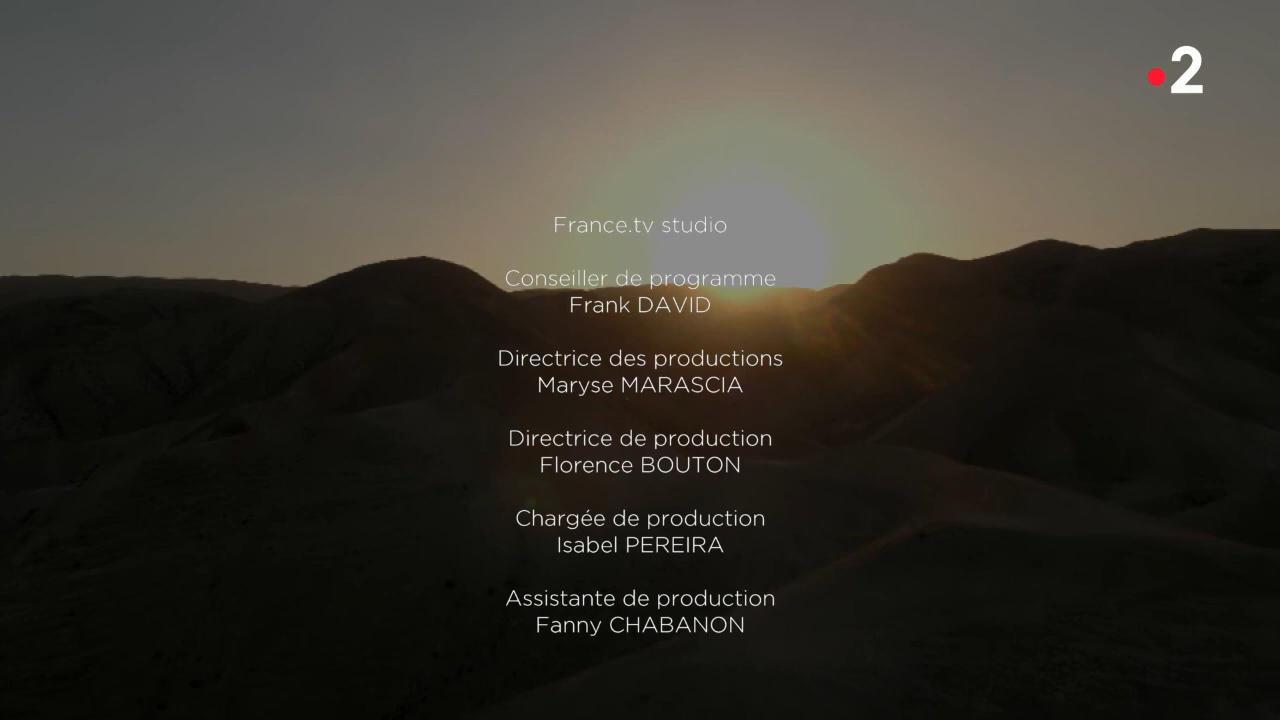 2
France.tv studio
Conseiller de programme
Frank DAVID
Directrice des productions
Maryse MARASCIA
Directrice de production
Florence BOUTON
Chargée de production
Isabel PEREIRA
Assistante de production
Fanny CHABANON